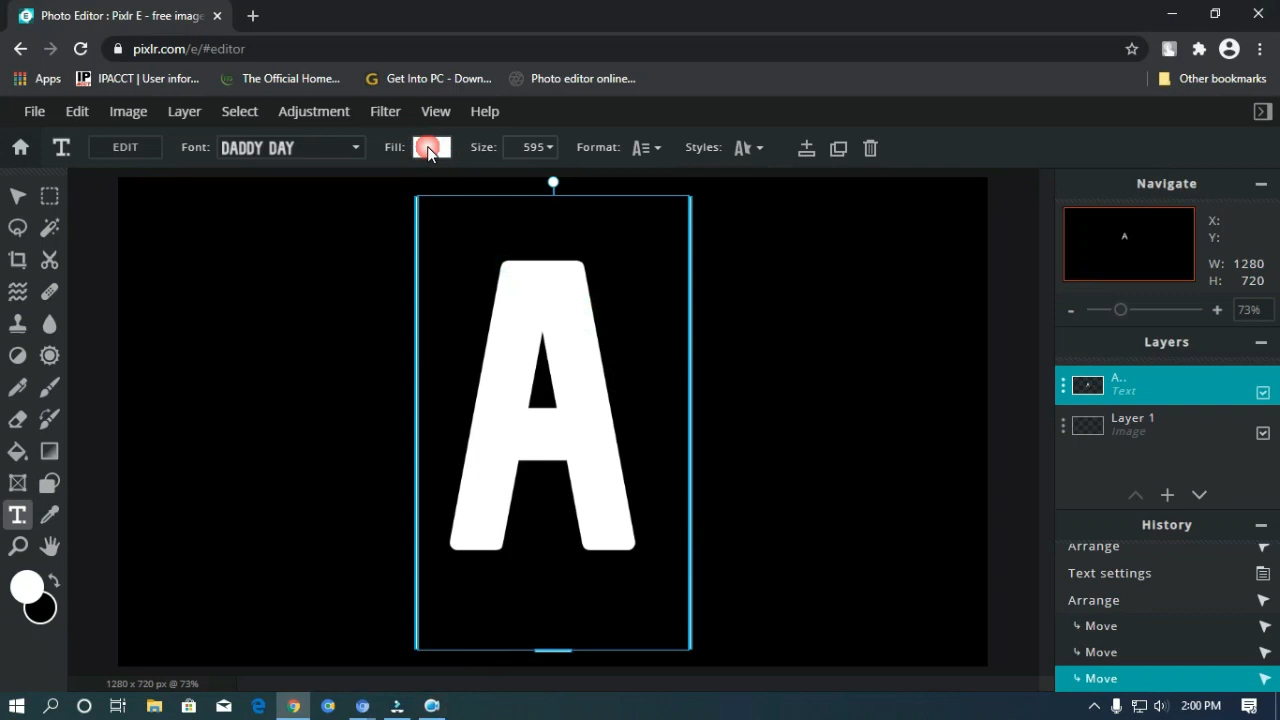 Photo Editor : Pixlr E - free image
pixlr.com/e/#editor
Apps
IP
IPACCT | User infor...
The Official Home...
G
Get Into PC - Down...
Photo editor online...
Other bookmarks
File
Edit
Image
Layer
Select
Adjustment
Filter
View
Help
T
EDIT
Font:
DADDY DAY
Fill:
Size:
595
Format:
A
Styles:
A
Navigate
A
X:
Y:
W: 1280
H: 720
- +
73%
A
Layers
A..
Text
Layer 1
Image
+
History
Arrange
Text settings
Arrange
Move
Move
Move
T
1280 x 720 px @ 73%
2:00 PM